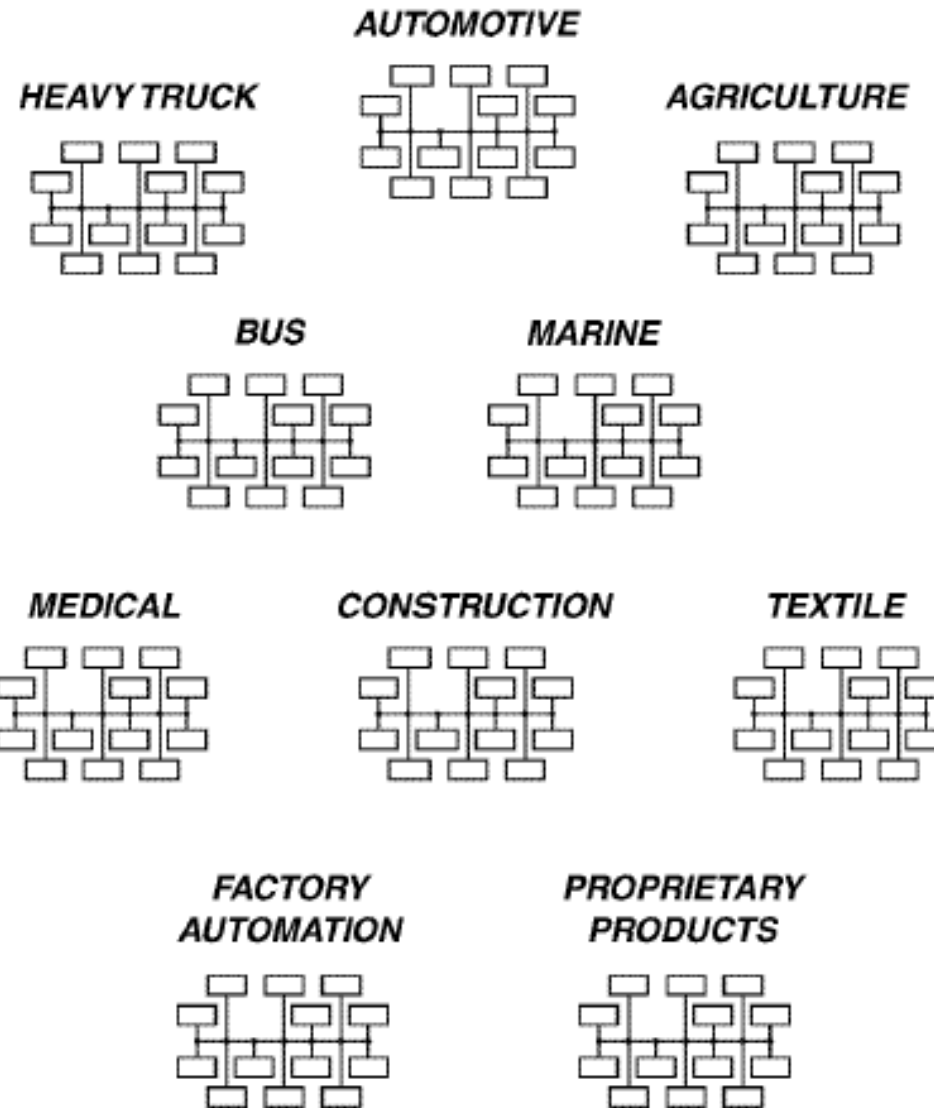 AUTOMOTIVE
HEAVY TRUCK
AGRICULTURE
BUS
MARINE
MEDICAL
CONSTRUCTION
TEXTILE
FACTORY
AUTOMATION
PROPRIETARY
PRODUCTS